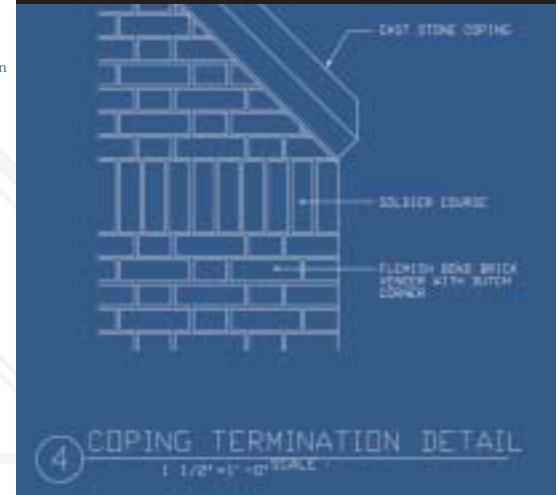 CAST STONE COPING
SOLDIER COURSE
FLEMISH BOND BRICK
VENEER WITH DUTCH
CORNER
4 COPING TERMINATION DETAIL
1 1/2"=1'-0" SCALE :